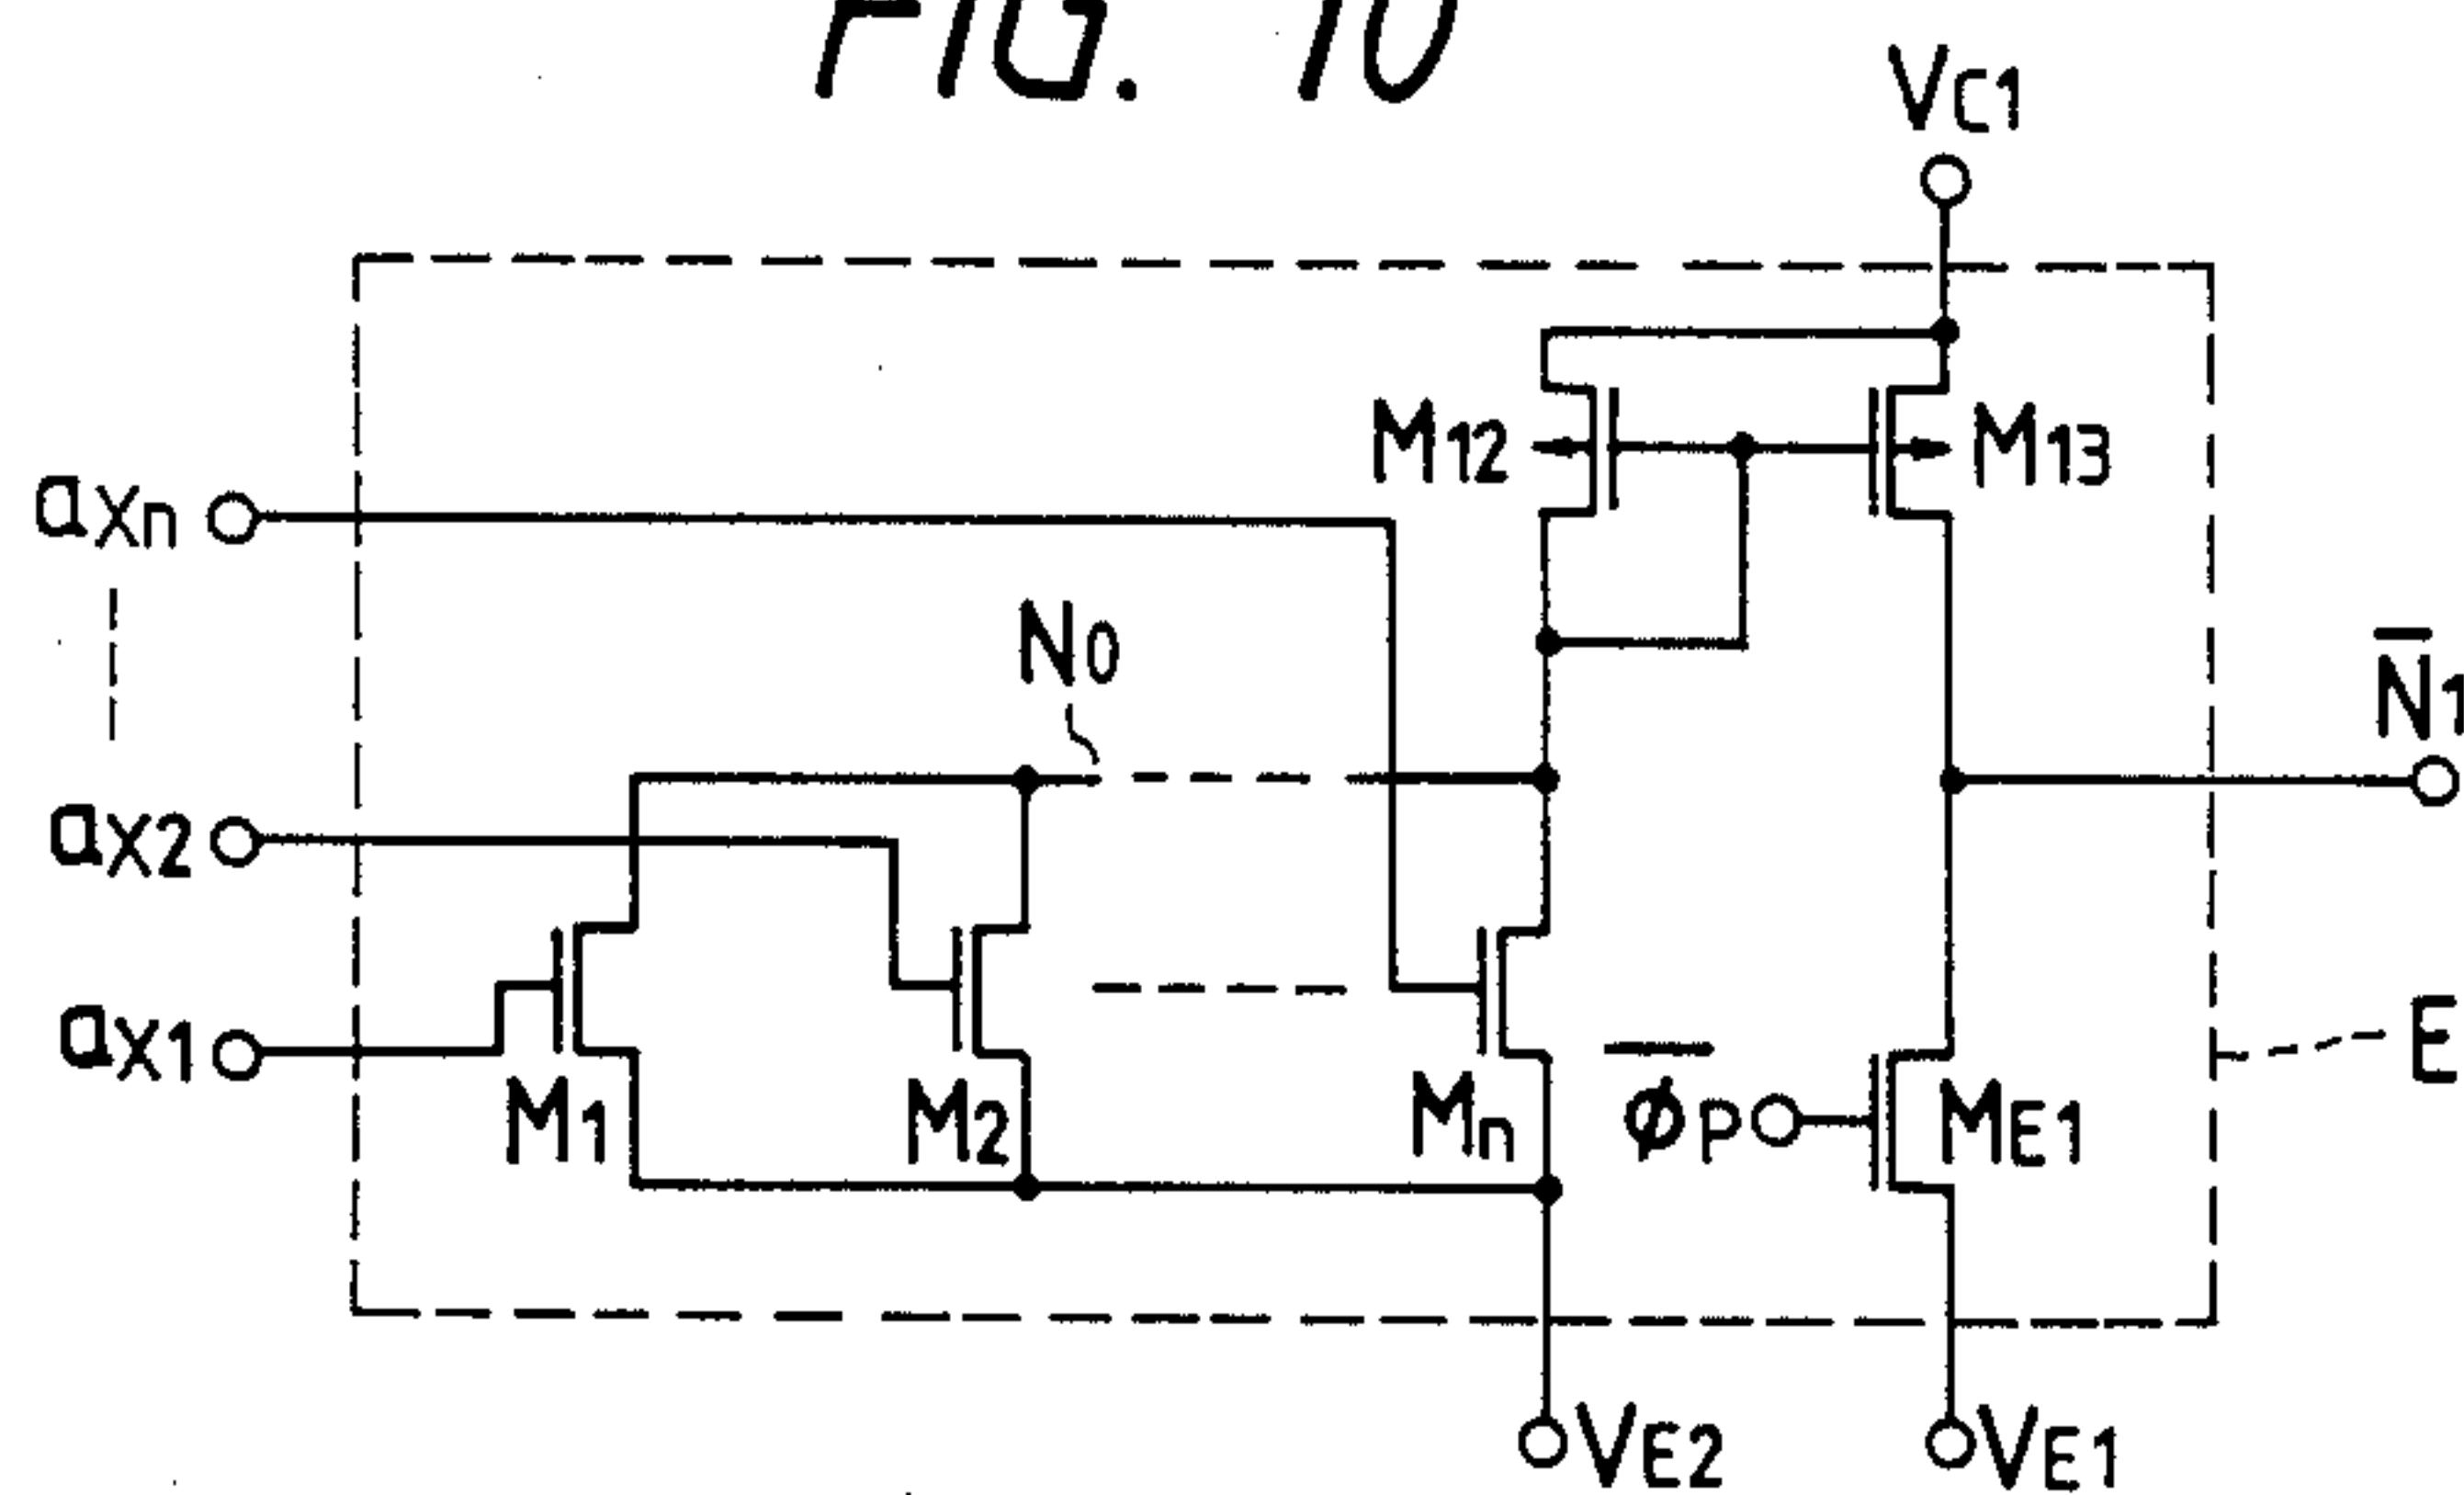 FIG. 10
VC1
M12
M13
axn
N0
N̅1
ax2
ax1
M1
M2
Mn
φ̅P̅
ME1
E
VE2
VE1